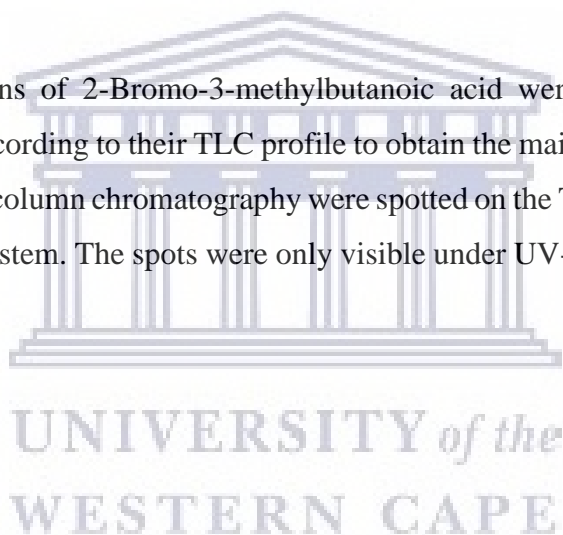 ns of 2-Bromo-3-methylbutanoic acid wer
cording to their TLC profile to obtain the mai
column chromatography were spotted on the T
stem. The spots were only visible under UV-
UNIVERSITY of the
WESTERN CAPE